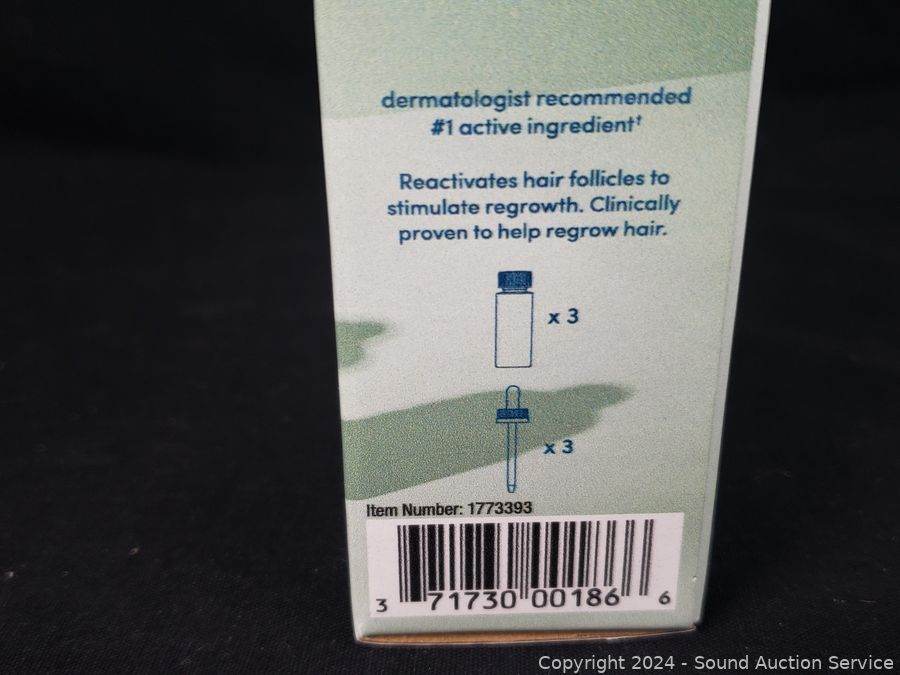 dermatologist recommended
#1 active ingredient†
Reactivates hair follicles to
stimulate regrowth. Clinically
proven to help regrow hair.
x 3
x 3
Item Number: 1773393
3 71730 00186 6
Copyright 2024 - Sound Auction Service